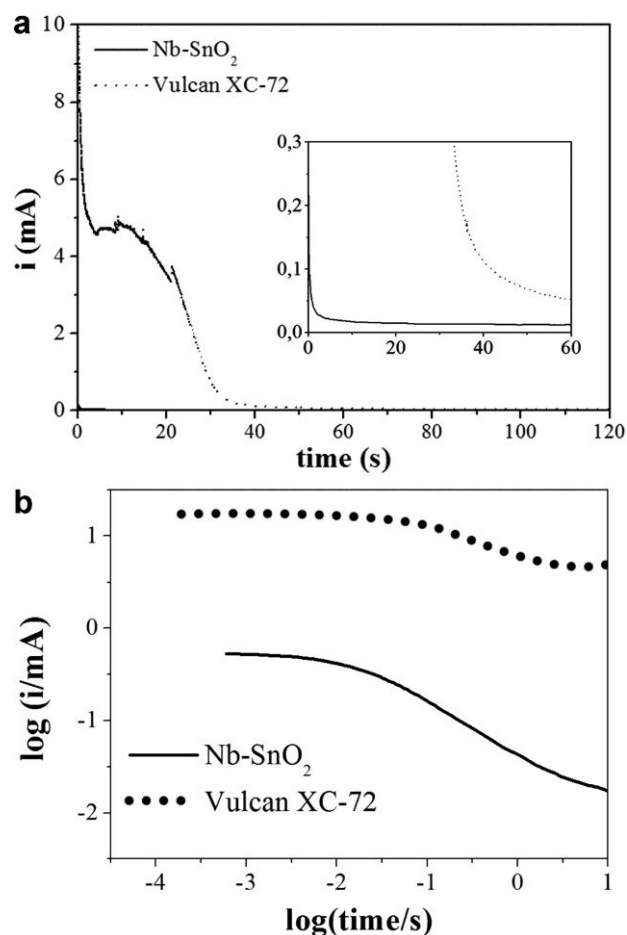 a
10
8
6
4
2
0
i (mA)
Nb-SnO₂
Vulcan XC-72
0,3
0,2
0,1
0,0
0 20 40 60
0 20 40 60 80 100 120
time (s)
b
1
0
-1
-2
log (i/mA)
Nb-SnO₂
Vulcan XC-72
-4 -3 -2 -1 0 1
log(time/s)